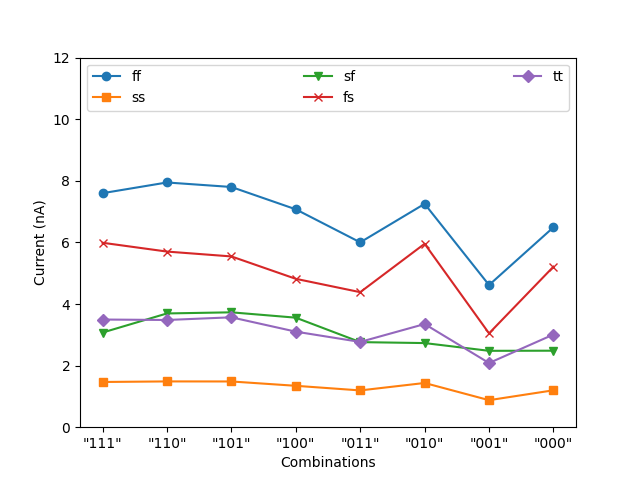 12
10
8
6
4
2
0
Current (nA)
ff
ss
sf
fs
tt
"111" "110" "101" "100" "011" "010" "001" "000"
Combinations